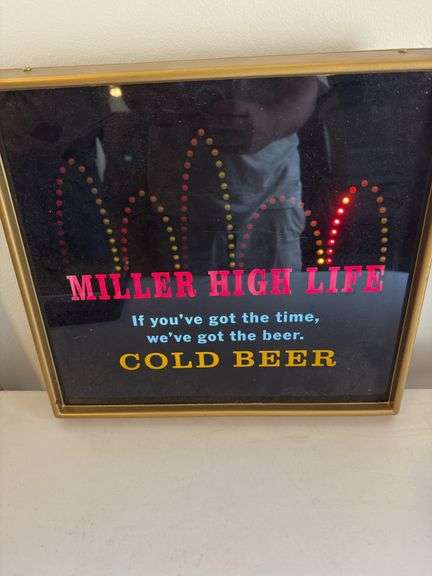 MILLER HIGH LIFE
If you've got the time,
we've got the beer.
COLD BEER